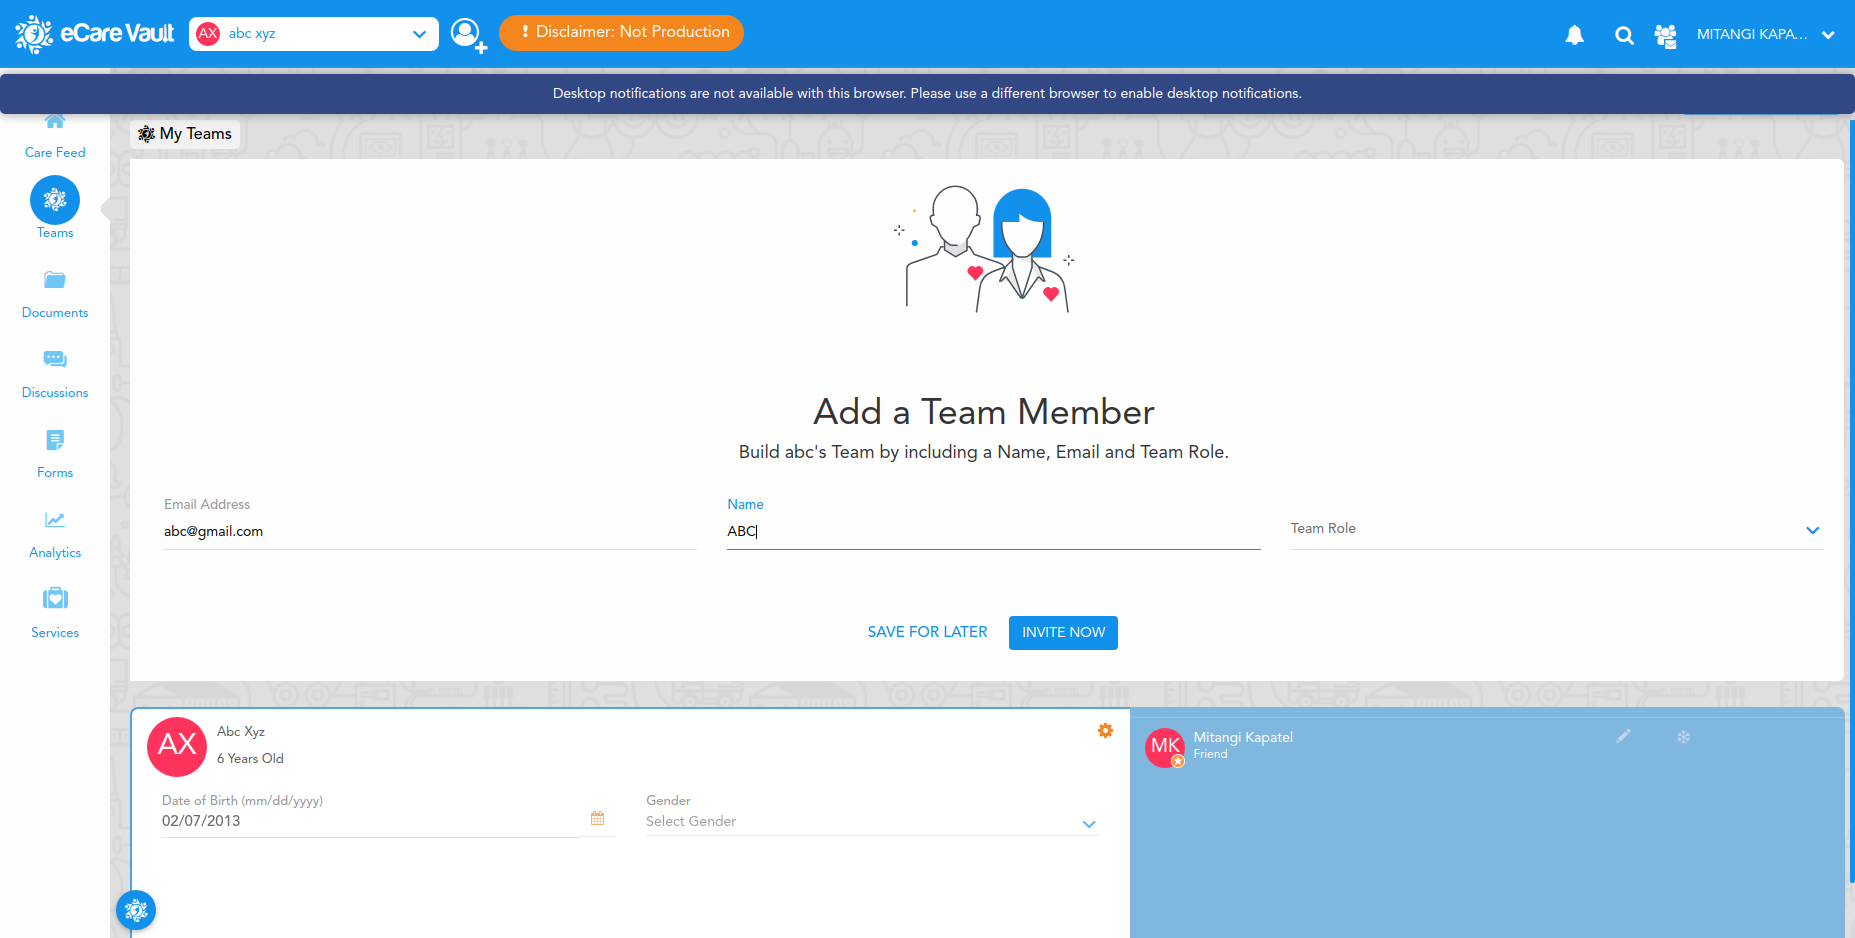 eCare Vault
AX abc xyz
! Disclaimer: Not Production
MITANGI KAPA...
Desktop notifications are not available with this browser. Please use a different browser to enable desktop notifications.
My Teams
Care Feed
Teams
Documents
Discussions
Forms
Analytics
Services
Add a Team Member
Build abc's Team by including a Name, Email and Team Role.
Email Address
abc@gmail.com
Name
ABC
Team Role
SAVE FOR LATER
INVITE NOW
AX
Abc Xyz
6 Years Old
Date of Birth (mm/dd/yyyy)
02/07/2013
Gender
Select Gender
MK
Mitangi Kapatel
Friend